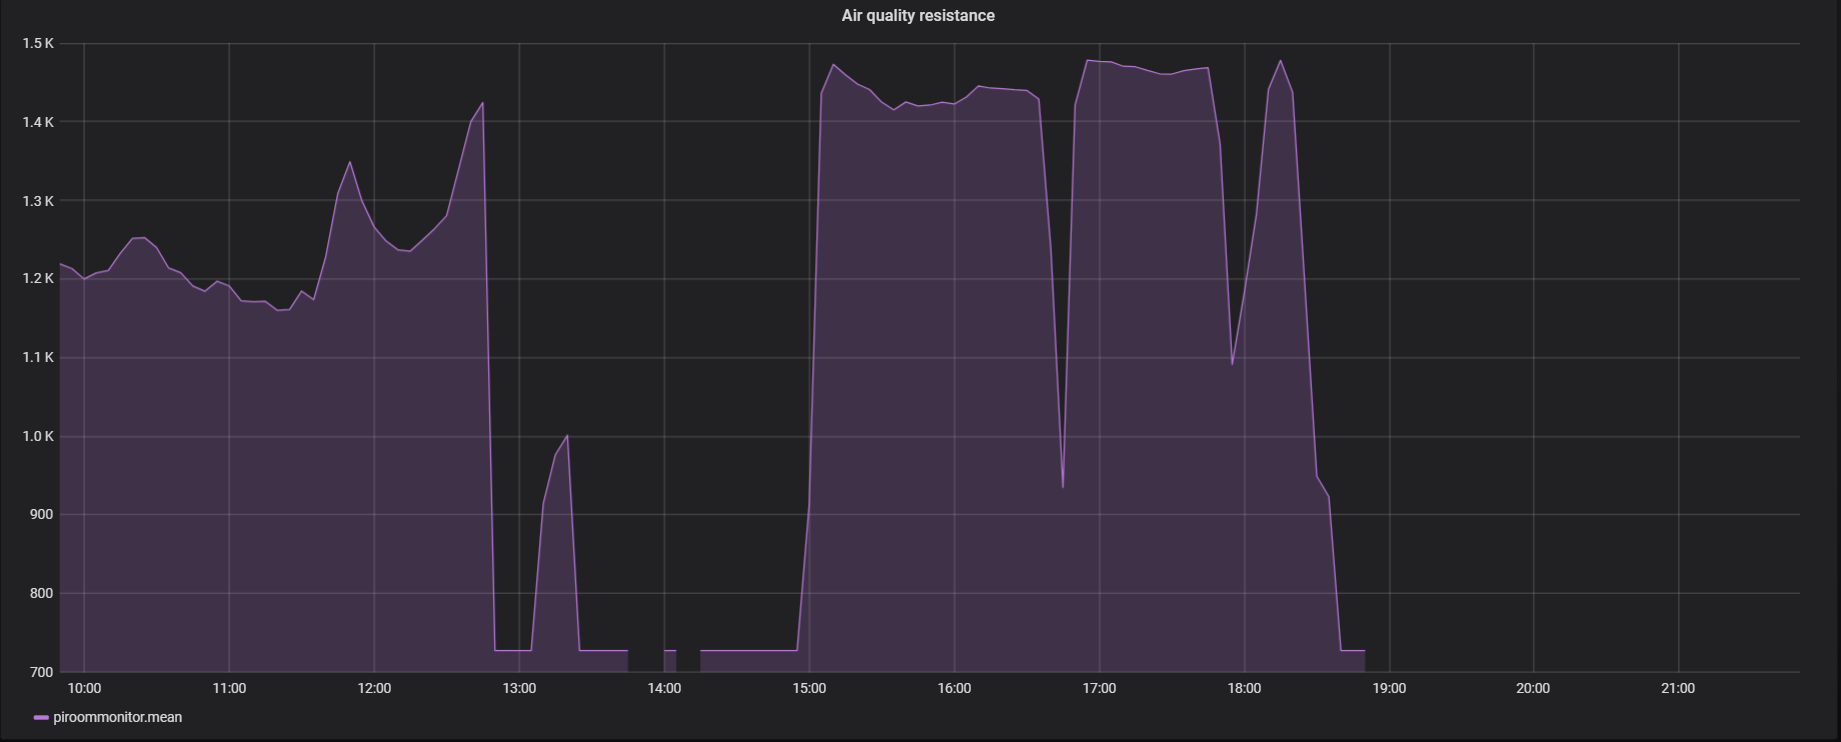 Air quality resistance
1.5 K
1.4 K
1.3 K
1.2 K
1.1 K
1.0 K
900
800
700
10:00 11:00 12:00 13:00 14:00 15:00 16:00 17:00 18:00 19:00 20:00 21:00
piroommonitor.mean